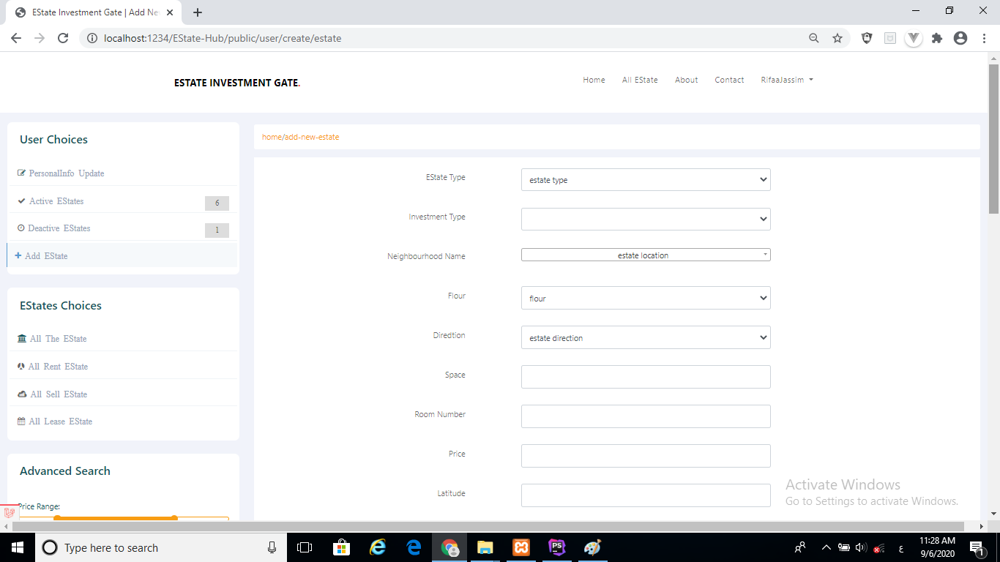 EState Investment Gate | Add Ne
localhost:1234/EState-Hub/public/user/create/estate
ESTATE INVESTMENT GATE.
Home All EState About Contact RifaaJassim
User Choices
PersonalInfo Update
Active EStates 6
Deactive EStates 1
Add EState
EStates Choices
All The EState
All Rent EState
All Sell EState
All Lease EState
Advanced Search
Price Range:
home/add-new-estate
EState Type estate type
Investment Type
Neighbourhood Name estate location
Flour flour
Diredtion estate direction
Space
Room Number
Price
Latitude
Activate Windows
Go to Settings to activate Windows.
Type here to search
PS
ع
11:28 AM
9/6/2020
1